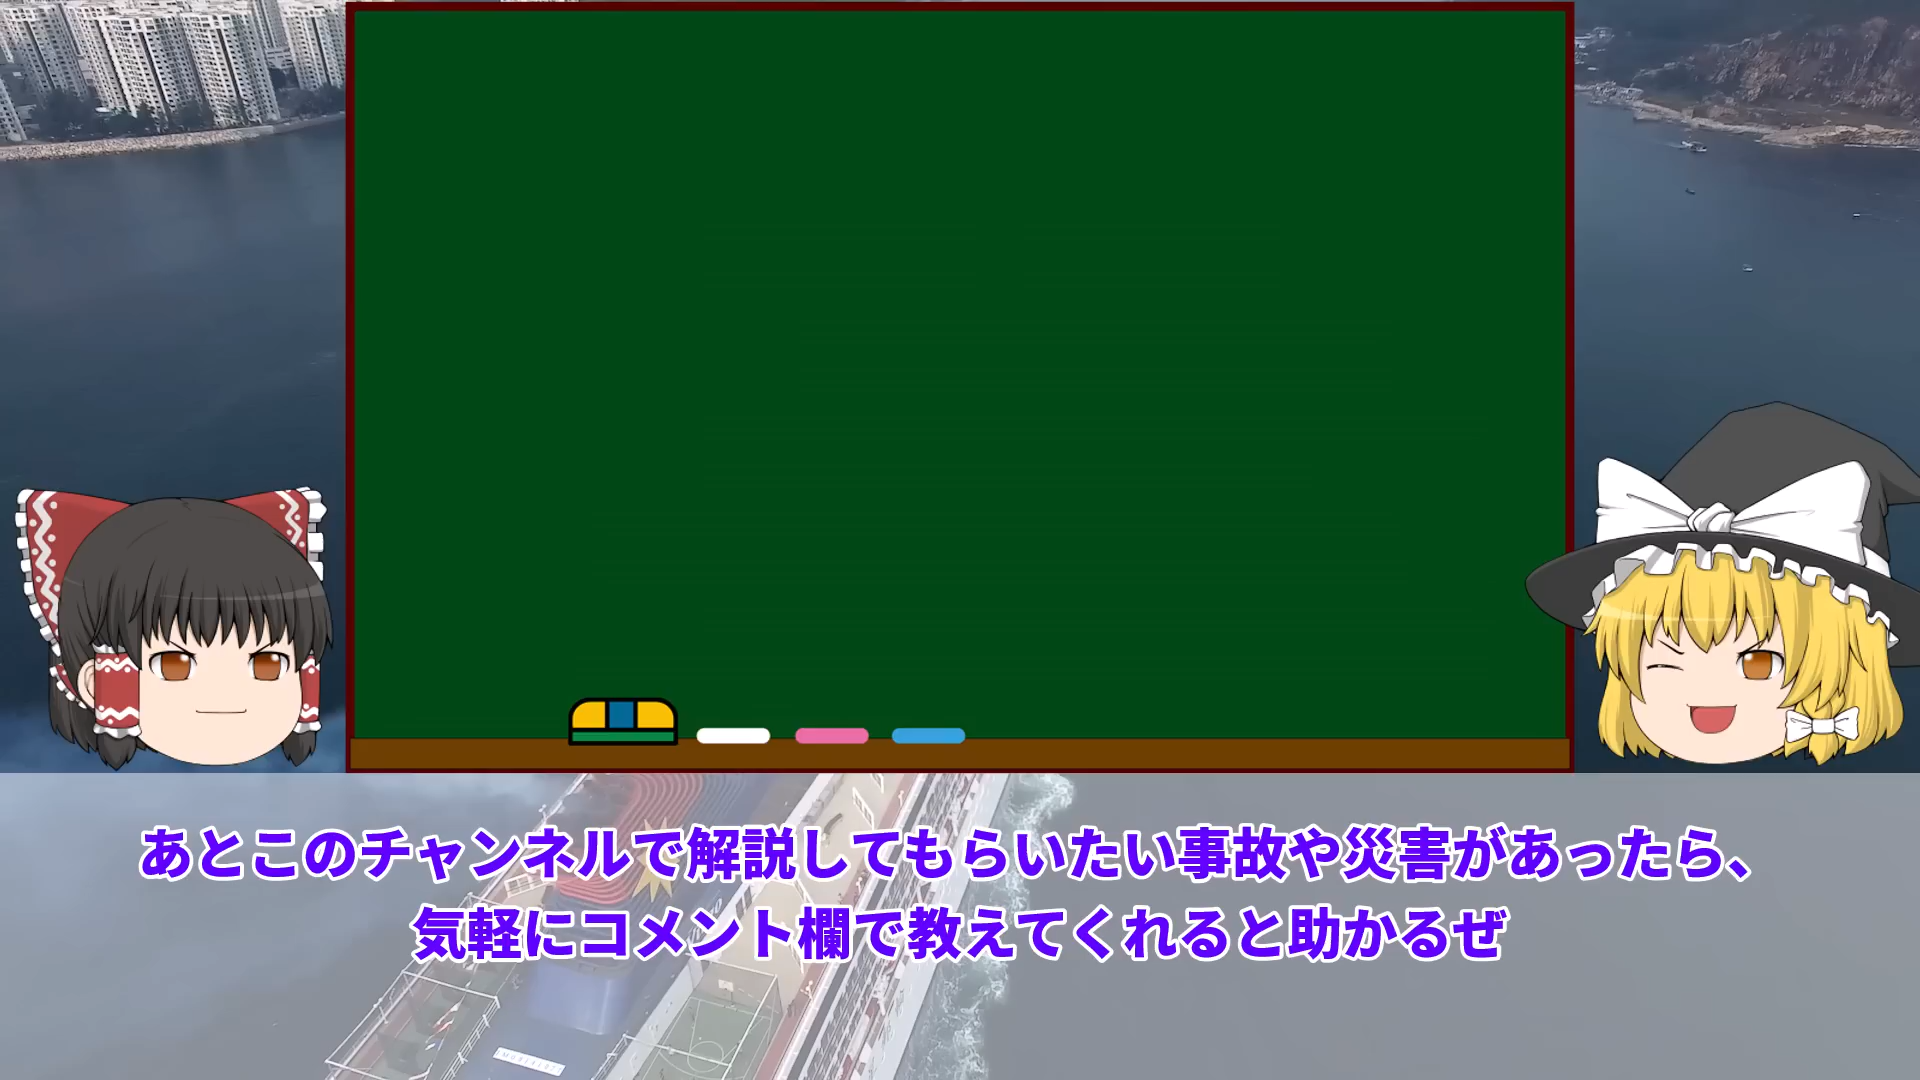 あとこのチャンネルで解説してもらいたい事故や災害があったら、
気軽にコメント欄で教えてくれると助かるぜ